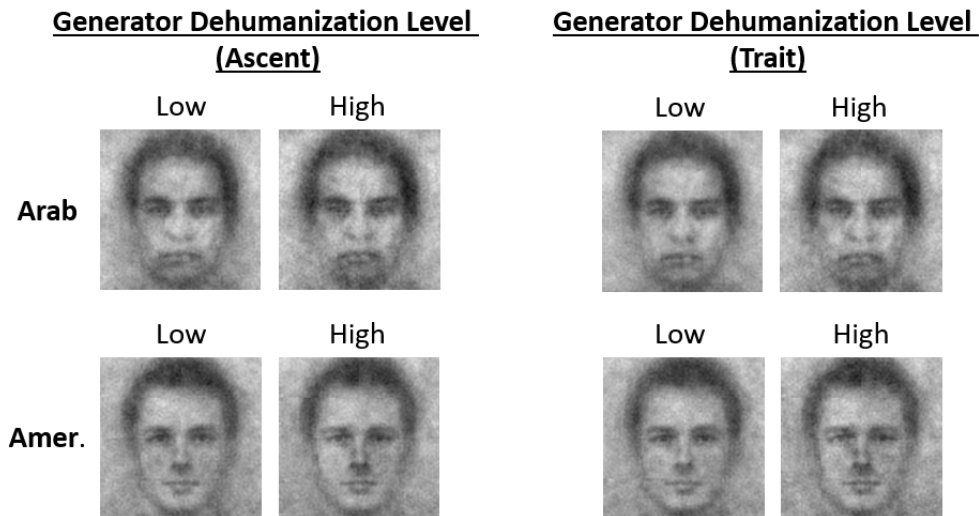 Generator Dehumanization Level
(Ascent)
Generator Dehumanization Level
(Trait)
Low High Low High
Arab
Low High Low High
Amer.